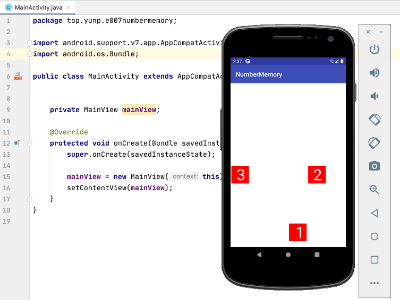 MainActivity.java ×
1 package top.yunp.e807numbermemory;
2
3 import android.support.v7.app.AppCompatActivi
4 import android.os.Bundle;
5
6 public class MainActivity extends AppCompatAct
7
8
9 private MainView mainView;
10
11 @Override
12 protected void onCreate(Bundle savedInst
13 super.onCreate(savedInstanceState);
14
15 mainView = new MainView( context: this)
16 setContentView(mainView);
17 }
18 }
19
NumberMemory
3
2
1